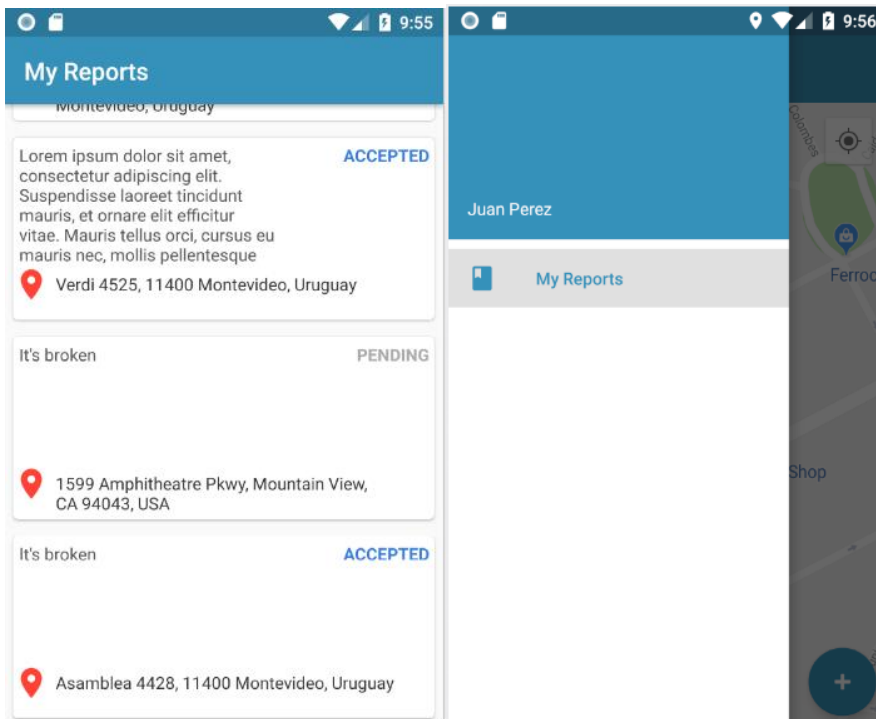 9:55
My Reports
Montevideo, Uruguay
Lorem ipsum dolor sit amet,
consectetur adipiscing elit.
Suspendisse laoreet tincidunt
mauris, et ornare elit efficitur
vitae. Mauris tellus orci, cursus eu
mauris nec, mollis pellentesque
ACCEPTED
Verdi 4525, 11400 Montevideo, Uruguay
It's broken
PENDING
1599 Amphitheatre Pkwy, Mountain View,
CA 94043, USA
It's broken
ACCEPTED
Asamblea 4428, 11400 Montevideo, Uruguay
9:56
Juan Perez
My Reports
Colombes
Ferroc
Shop